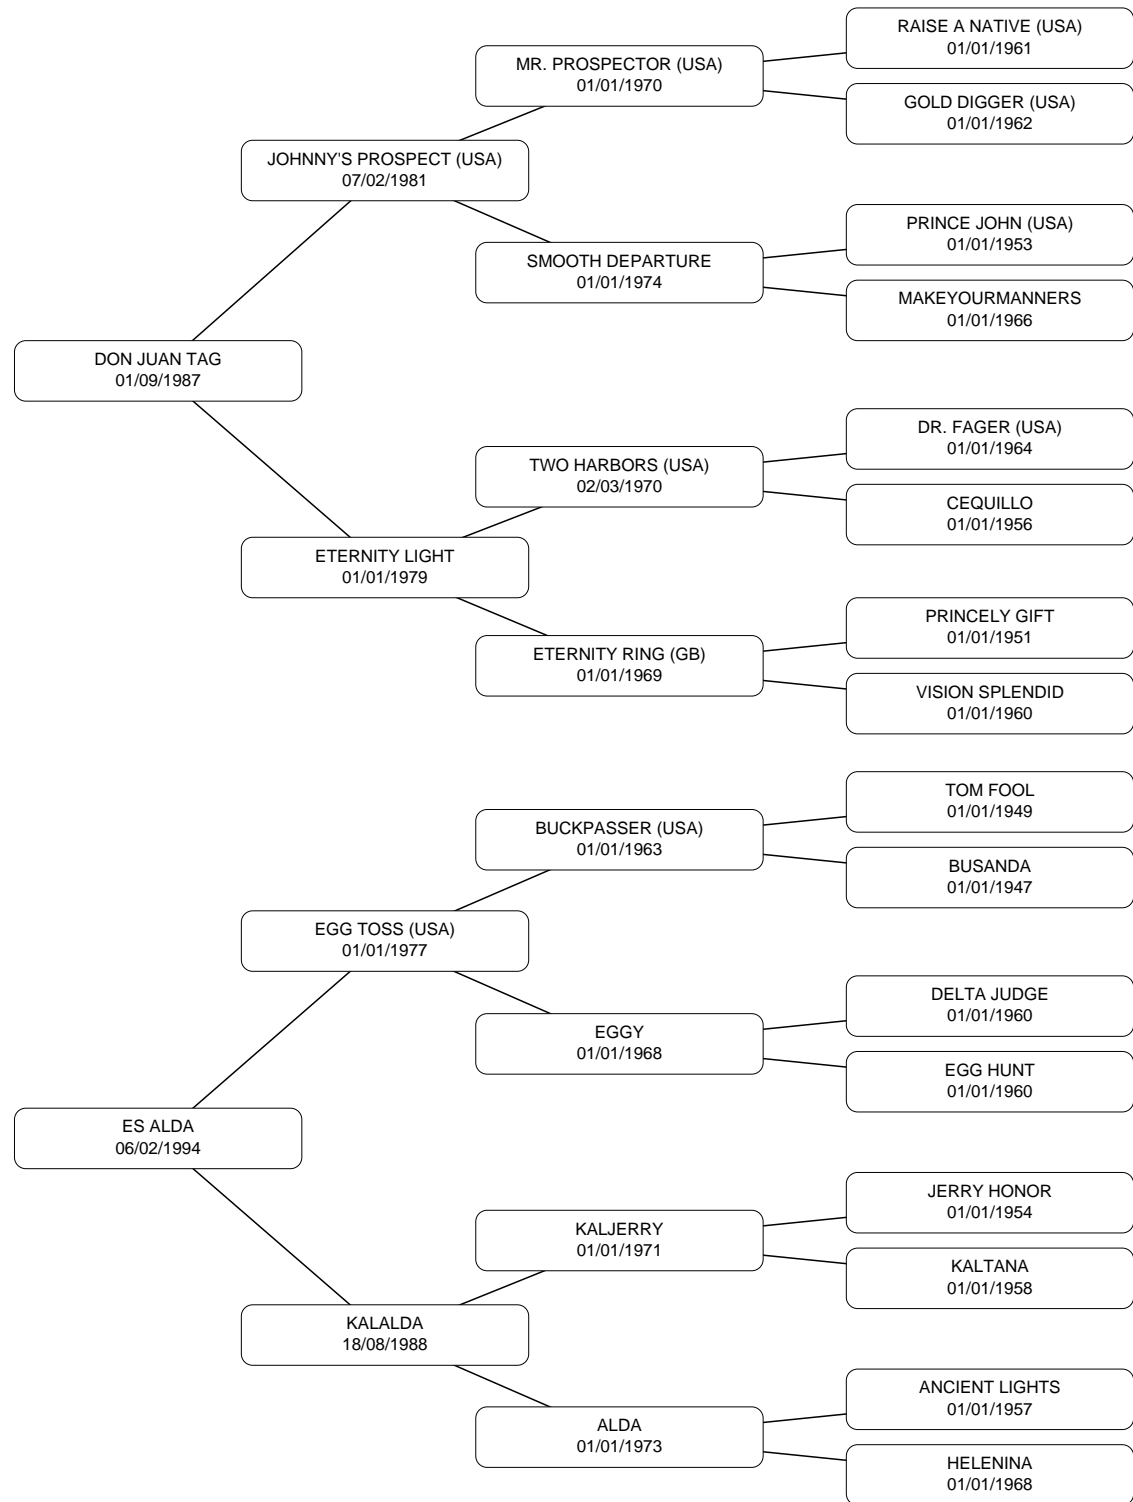 RAISE A NATIVE (USA)
01/01/1961
MR. PROSPECTOR (USA)
01/01/1970
GOLD DIGGER (USA)
01/01/1962
JOHNNY'S PROSPECT (USA)
07/02/1981
PRINCE JOHN (USA)
01/01/1953
SMOOTH DEPARTURE
01/01/1974
MAKEYOURMANNERS
01/01/1966
DON JUAN TAG
01/09/1987
DR. FAGER (USA)
01/01/1964
TWO HARBORS (USA)
02/03/1970
CEQUILLO
01/01/1956
ETERNITY LIGHT
01/01/1979
PRINCELY GIFT
01/01/1951
ETERNITY RING (GB)
01/01/1969
VISION SPLENDID
01/01/1960
TOM FOOL
01/01/1949
BUCKPASSER (USA)
01/01/1963
BUSANDA
01/01/1947
EGG TOSS (USA)
01/01/1977
DELTA JUDGE
01/01/1960
EGGY
01/01/1968
EGG HUNT
01/01/1960
ES ALDA
06/02/1994
JERRY HONOR
01/01/1954
KALJERRY
01/01/1971
KALTANA
01/01/1958
KALALDA
18/08/1988
ANCIENT LIGHTS
01/01/1957
ALDA
01/01/1973
HELENINA
01/01/1968